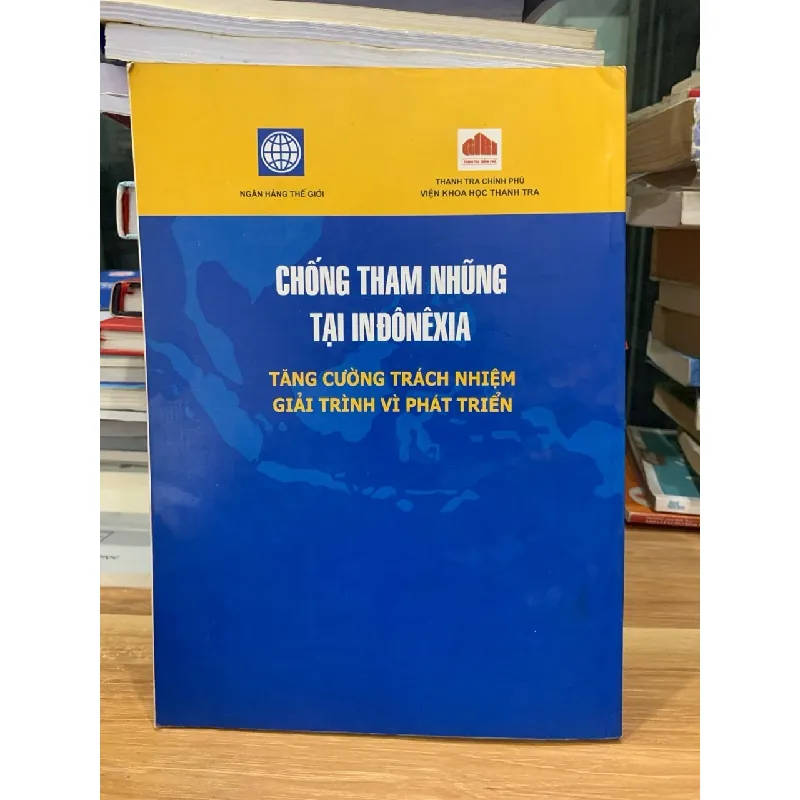 NGÂN HÀNG THẾ GIỚI
THANH TRA CHÍNH PHỦ
VIỆN KHOA HỌC THANH TRA
CHỐNG THAM NHŨNG
TẠI INĐÔNÊXIA
TĂNG CƯỜNG TRÁCH NHIỆM
GIẢI TRÌNH VÌ PHÁT TRIỂN